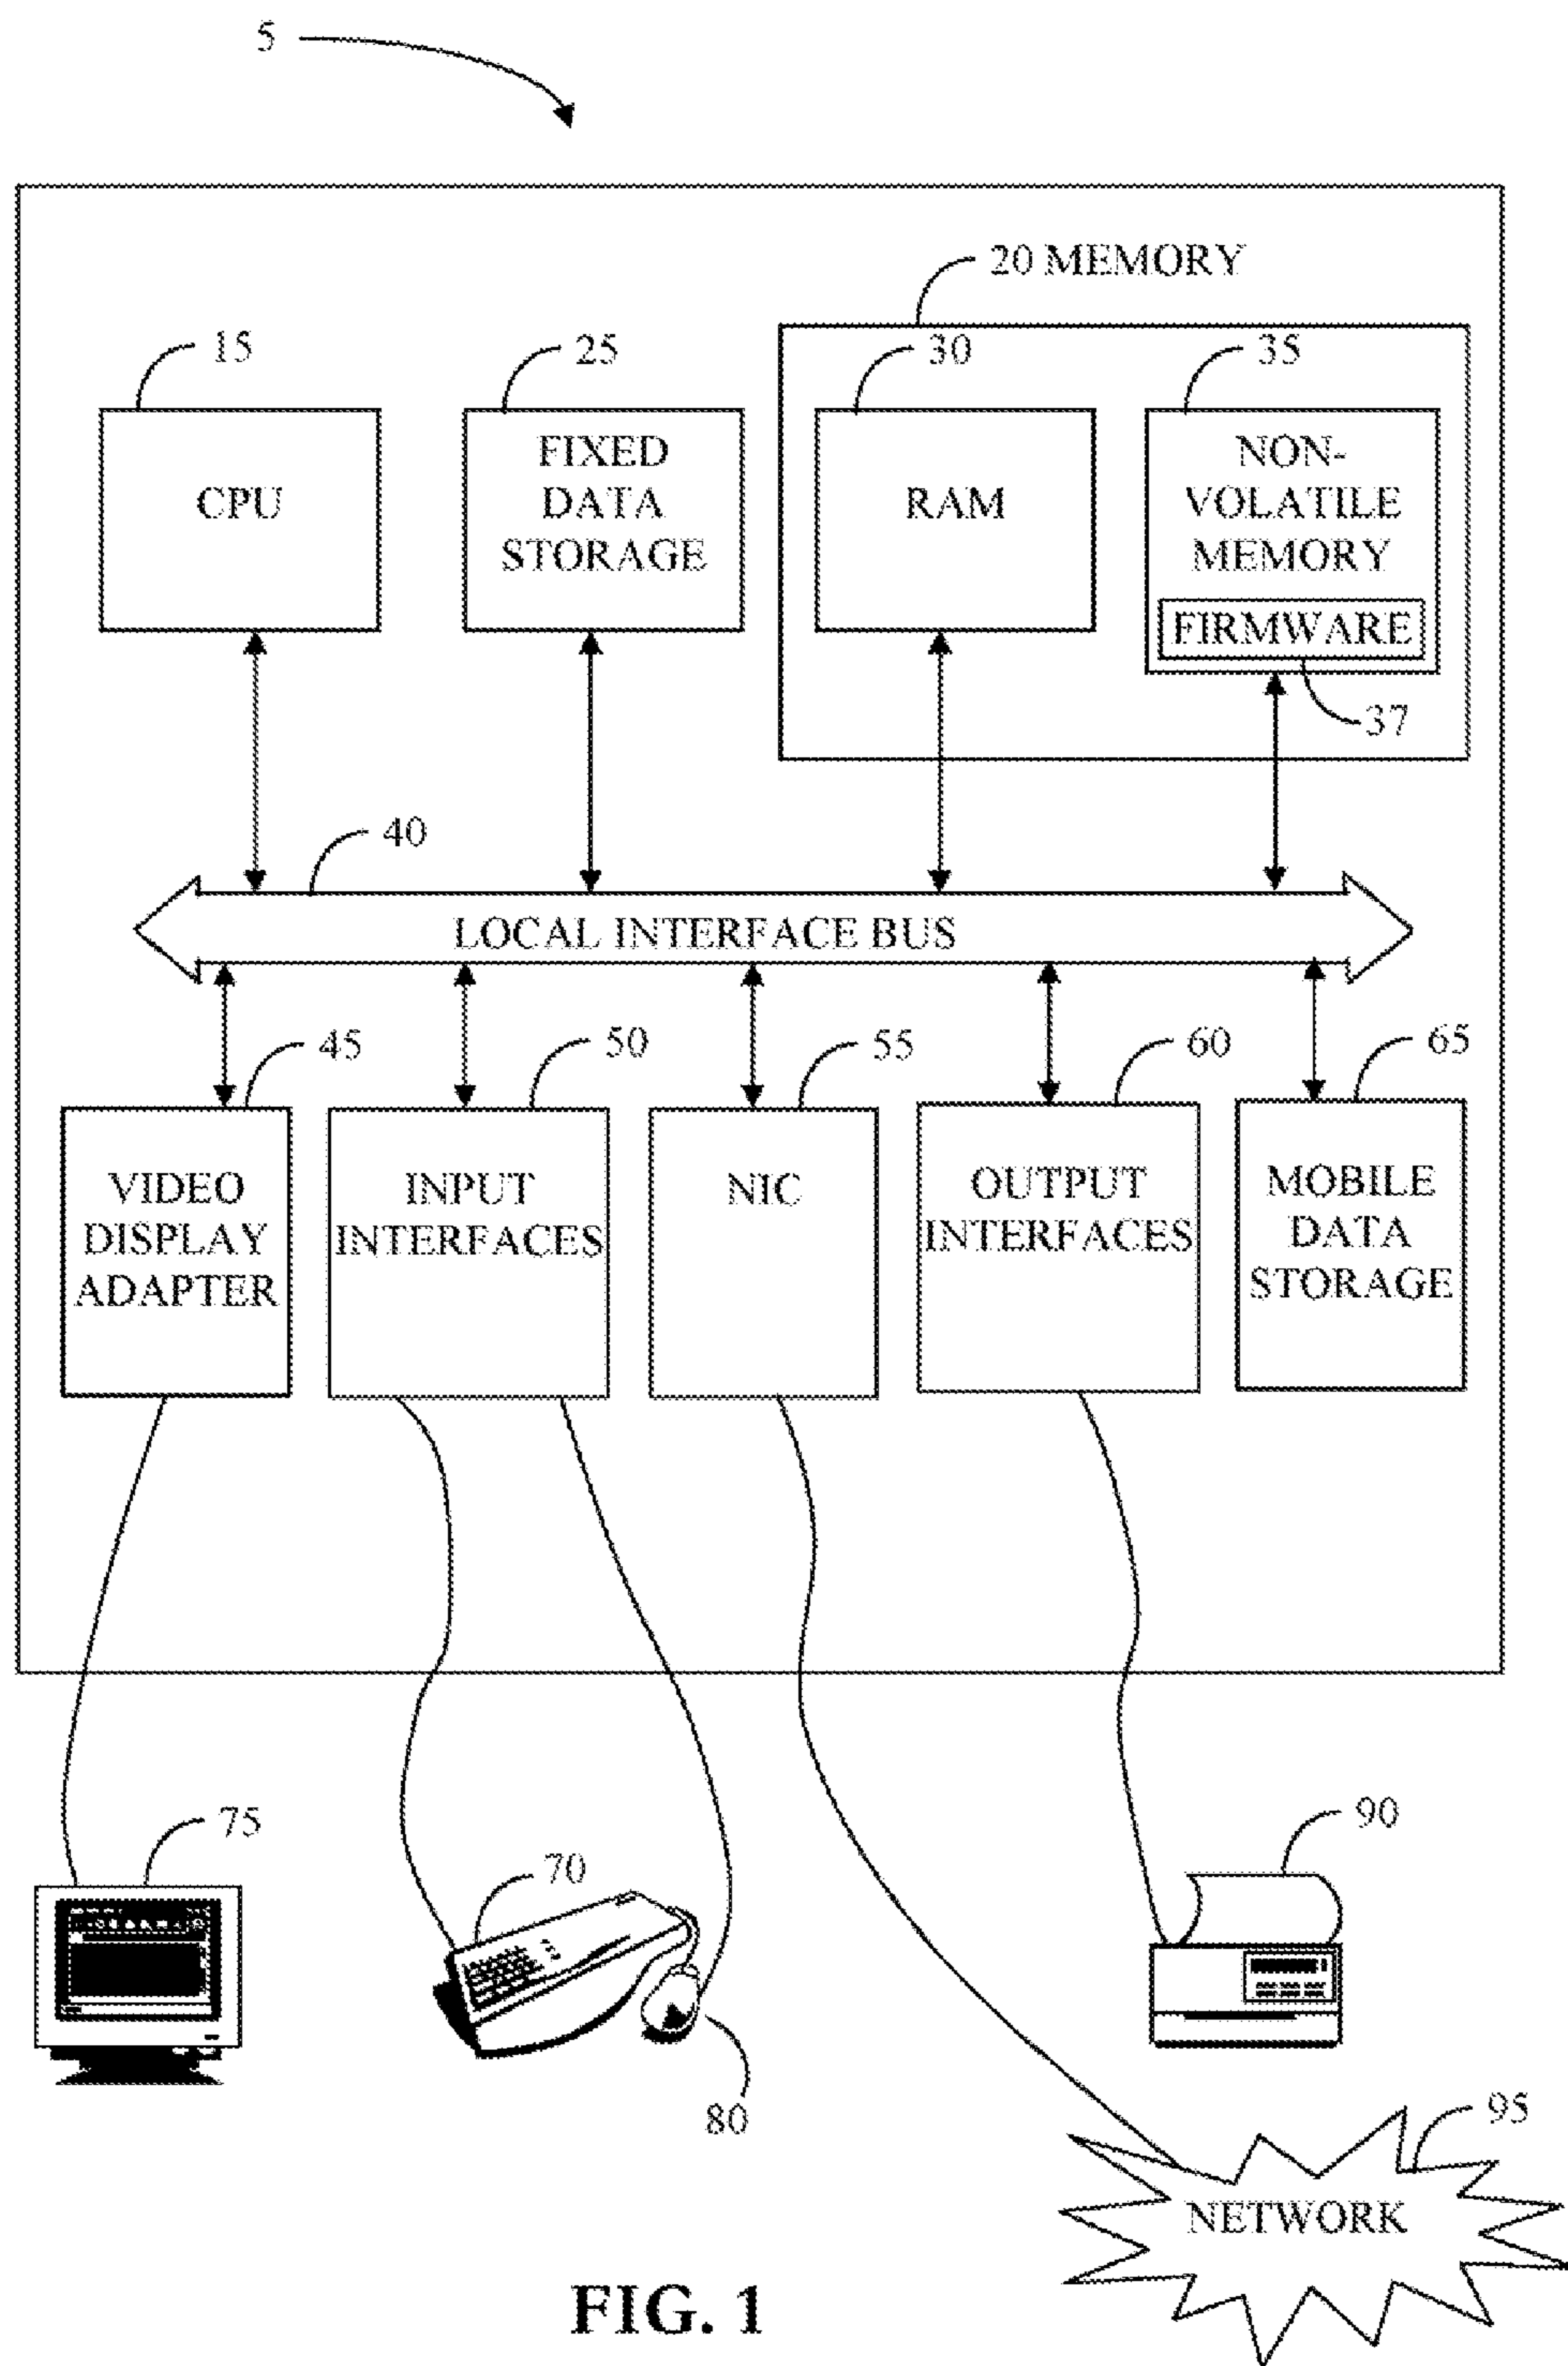 5
20 MEMORY
15
25
30
35
CPU
FIXED
DATA
STORAGE
RAM
NON-
VOLATILE
MEMORY
FIRMWARE
37
40
LOCAL INTERFACE BUS
45
50
55
60
65
VIDEO
DISPLAY
ADAPTER
INPUT
INTERFACES
NIC
OUTPUT
INTERFACES
MOBILE
DATA
STORAGE
75
70
80
90
95
NETWORK
FIG. 1